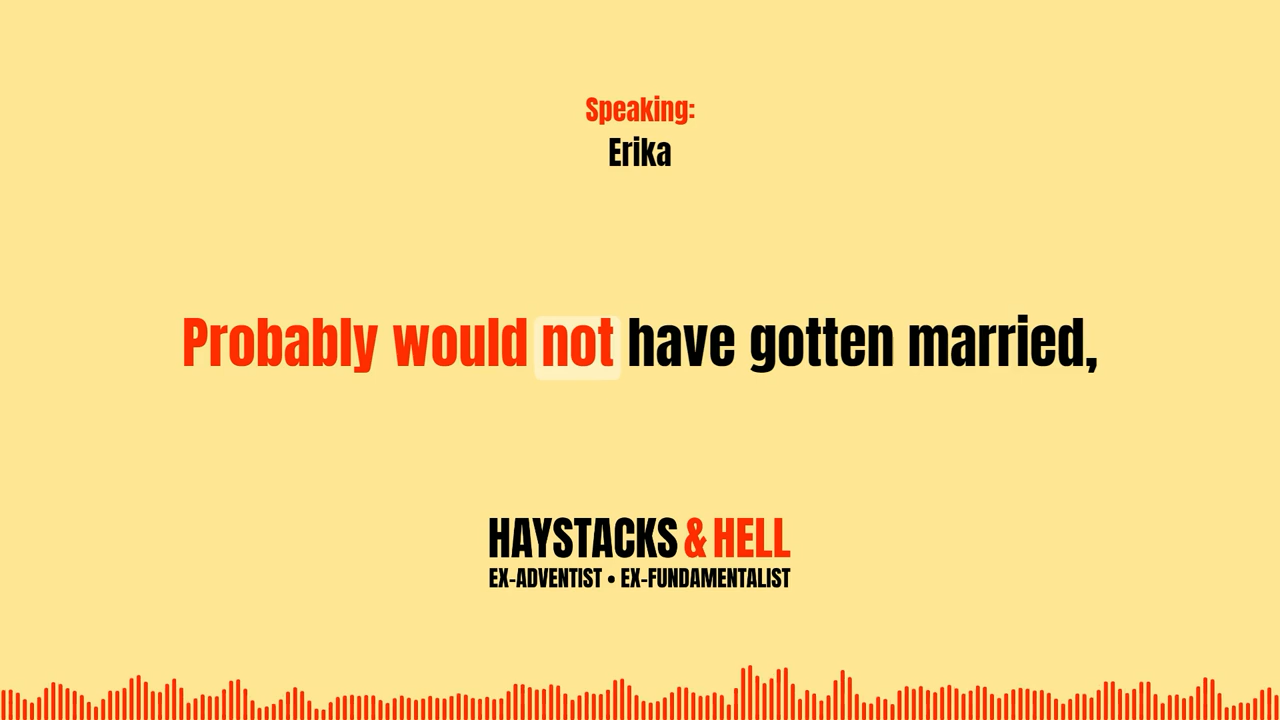 Speaking:
Erika
Probably would not have gotten married,
HAYSTACKS & HELL
EX-ADVENTIST • EX-FUNDAMENTALIST